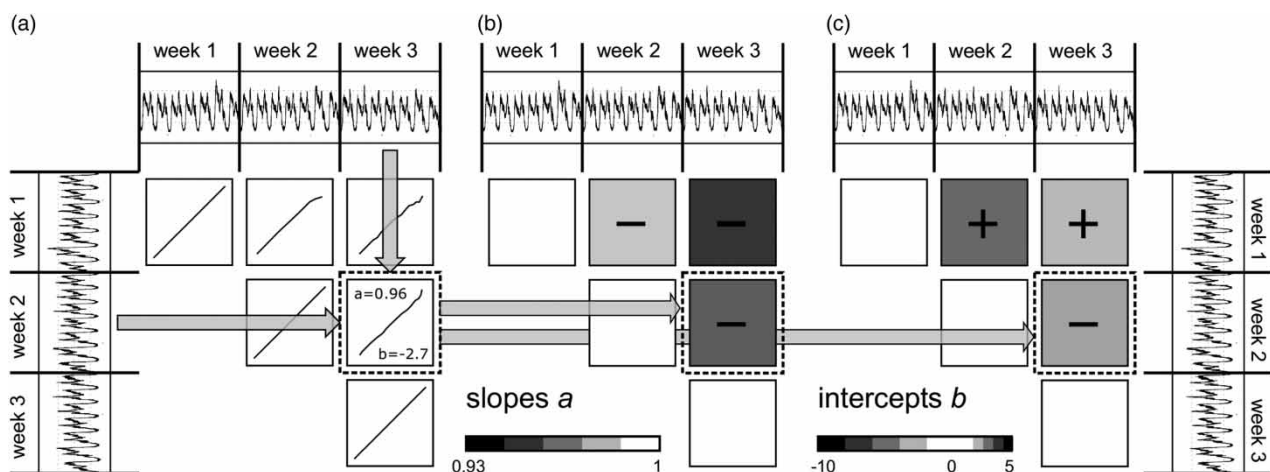 (a)
(b)
(c)
week 1 week 2 week 3
week 1 week 2 week 3
week 1 week 2 week 3
week 1
week 2
week 3
week 1
week 2
week 3
− −
+ +
a=0.96
b=-2.7
−
−
slopes a
0.93 1
intercepts b
-10 0 5